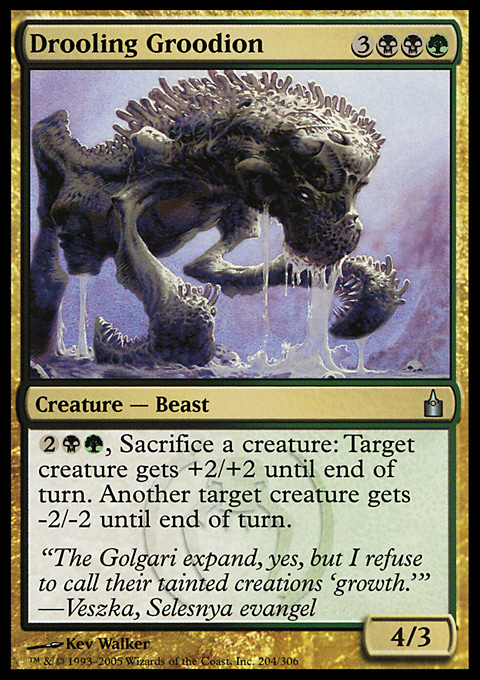 Drooling Groodion
3
Creature — Beast
2, Sacrifice a creature: Target
creature gets +2/+2 until end of
turn. Another target creature gets
-2/-2 until end of turn.
“The Golgari expand, yes, but I refuse
to call their tainted creations ‘growth.’”
—Veszka, Selesnya evangel
4/3
Kev Walker
™ & © 1993–2005 Wizards of the Coast, Inc. 204/306